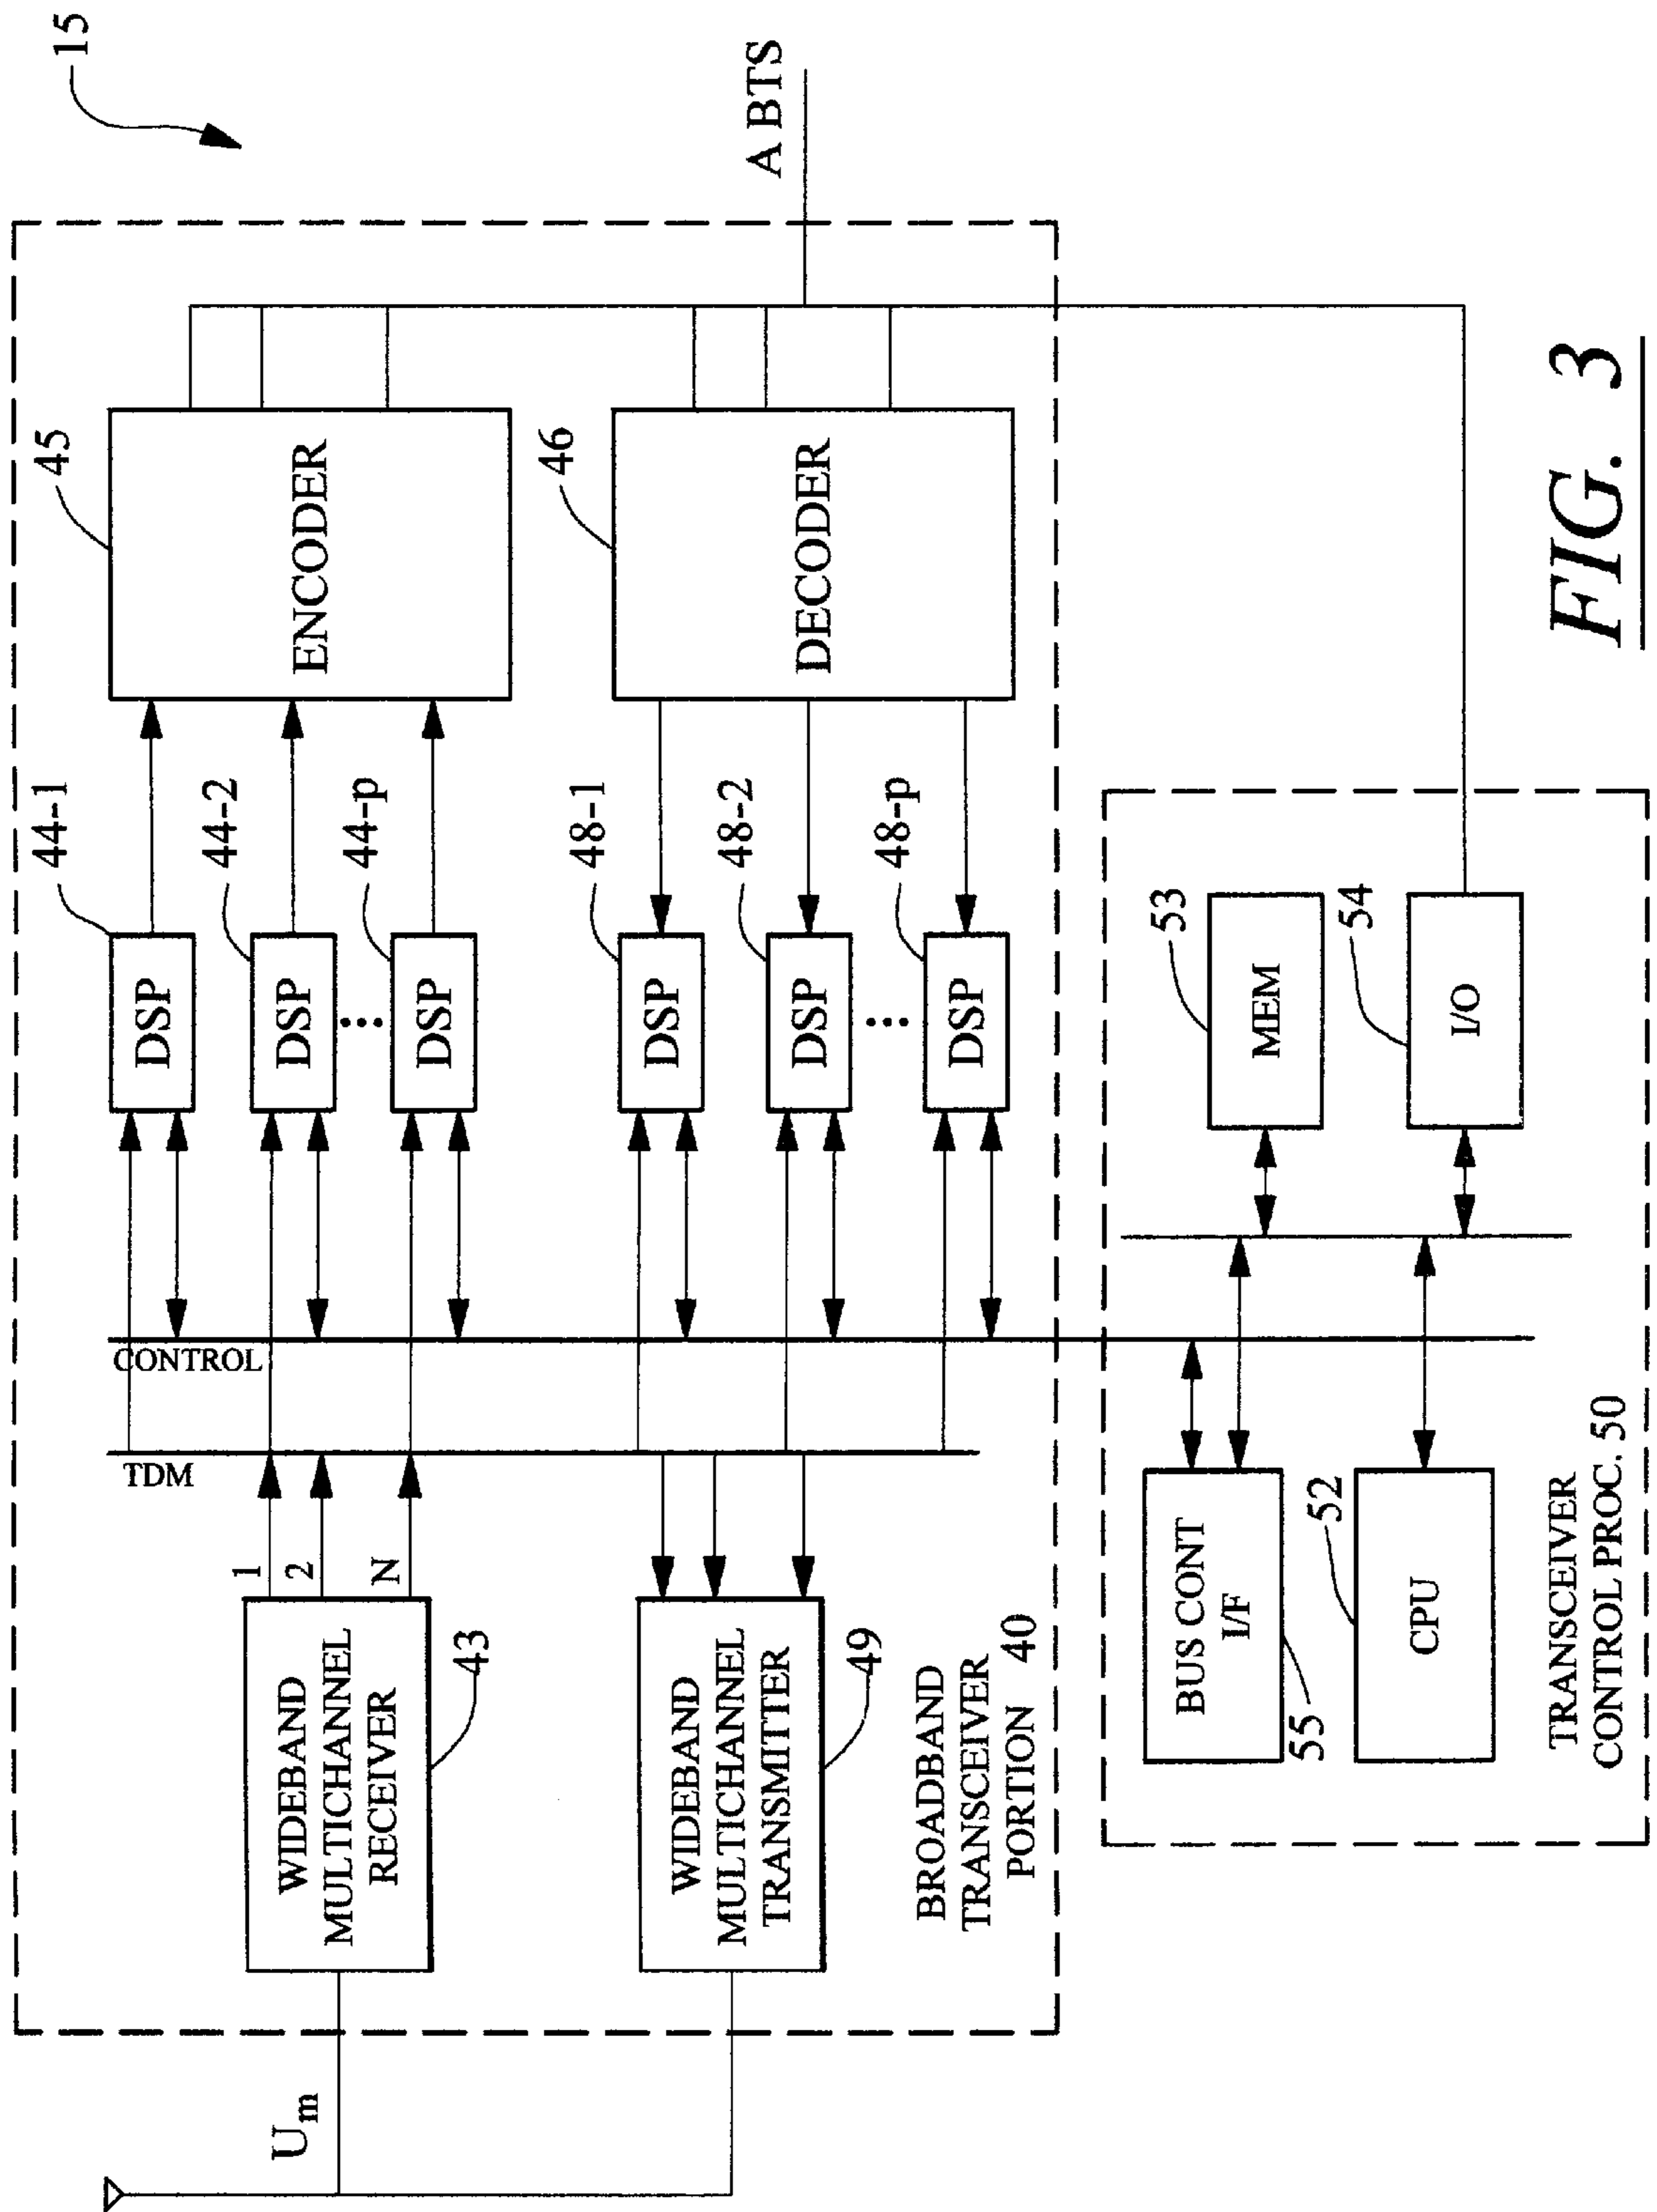 15
45
44-1
DSP
44-2
DSP
44-p
DSP
ENCODER
CONTROL
TDM
1
2
N
WIDEBAND
MULTICHANNEL
RECEIVER
43
U_m
A BTS
46
48-1
DSP
48-2
DSP
48-p
DSP
DECODER
WIDEBAND
MULTICHANNEL
TRANSMITTER
49
BROADBAND
TRANSCEIVER
PORTION 40
53
MEM
54
I/O
BUS CONT
I/F
55
52
CPU
TRANSCEIVER
CONTROL PROC. 50
FIG. 3